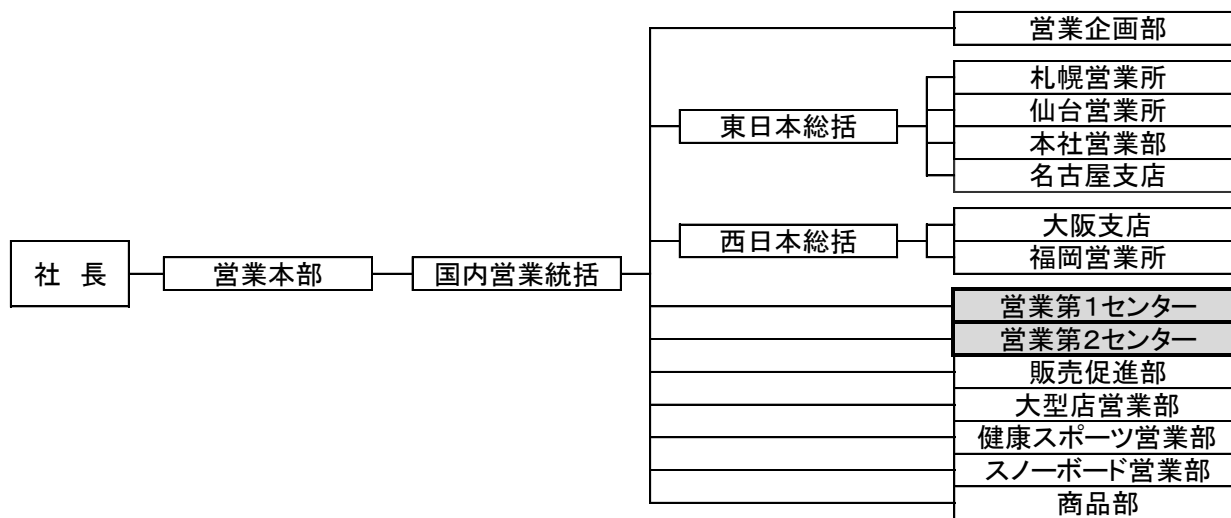 営業企画部
札幌営業所
仙台営業所
東日本総括
本社営業部
名古屋支店
大阪支店
西日本総括
福岡営業所
社 長
営業本部
国内営業統括
営業第1センター
営業第2センター
販売促進部
大型店営業部
健康スポーツ営業部
スノーボード営業部
商品部